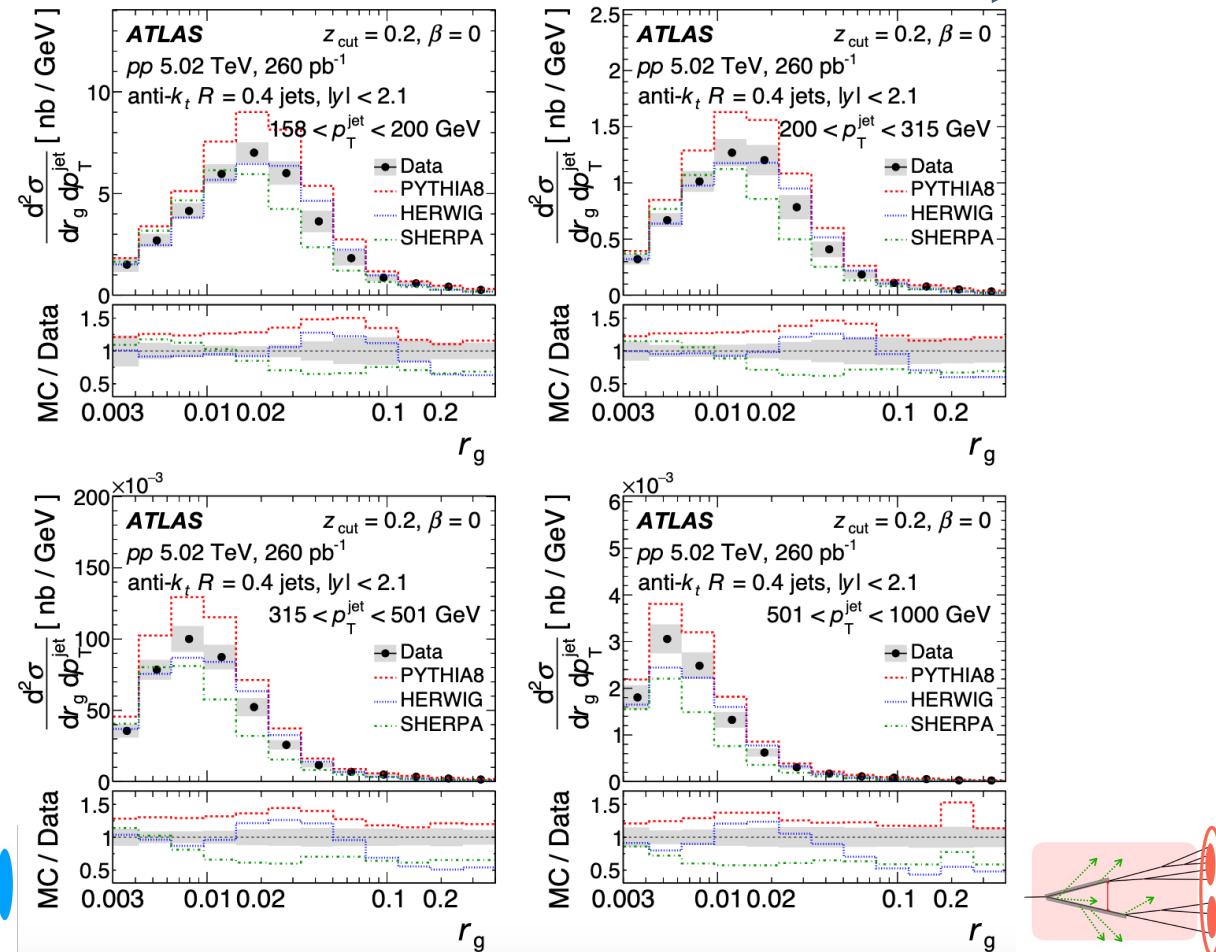 ATLAS z_cut = 0.2, β = 0
pp 5.02 TeV, 260 pb⁻¹
anti-k_t R = 0.4 jets, |y| < 2.1
158 < p_T^jet < 200 GeV
Data
PYTHIA8
HERWIG
SHERPA
d²σ / dr_g dp_T^jet [ nb / GeV ]
10
5
0
MC / Data
1.5
1
0.5
0.003 0.01 0.02 0.1 0.2
r_g
ATLAS z_cut = 0.2, β = 0
pp 5.02 TeV, 260 pb⁻¹
anti-k_t R = 0.4 jets, |y| < 2.1
200 < p_T^jet < 315 GeV
Data
PYTHIA8
HERWIG
SHERPA
d²σ / dr_g dp_T^jet [ nb / GeV ]
2.5
2
1.5
1
0.5
0
MC / Data
1.5
1
0.5
0.003 0.01 0.02 0.1 0.2
r_g
×10⁻³
ATLAS z_cut = 0.2, β = 0
pp 5.02 TeV, 260 pb⁻¹
anti-k_t R = 0.4 jets, |y| < 2.1
315 < p_T^jet < 501 GeV
Data
PYTHIA8
HERWIG
SHERPA
d²σ / dr_g dp_T^jet [ nb / GeV ]
200
150
100
50
0
MC / Data
1.5
1
0.5
0.003 0.01 0.02 0.1 0.2
r_g
×10⁻³
ATLAS z_cut = 0.2, β = 0
pp 5.02 TeV, 260 pb⁻¹
anti-k_t R = 0.4 jets, |y| < 2.1
501 < p_T^jet < 1000 GeV
Data
PYTHIA8
HERWIG
SHERPA
d²σ / dr_g dp_T^jet [ nb / GeV ]
6
5
4
3
2
1
0
MC / Data
1.5
1
0.5
0.003 0.01 0.02 0.1 0.2
r_g